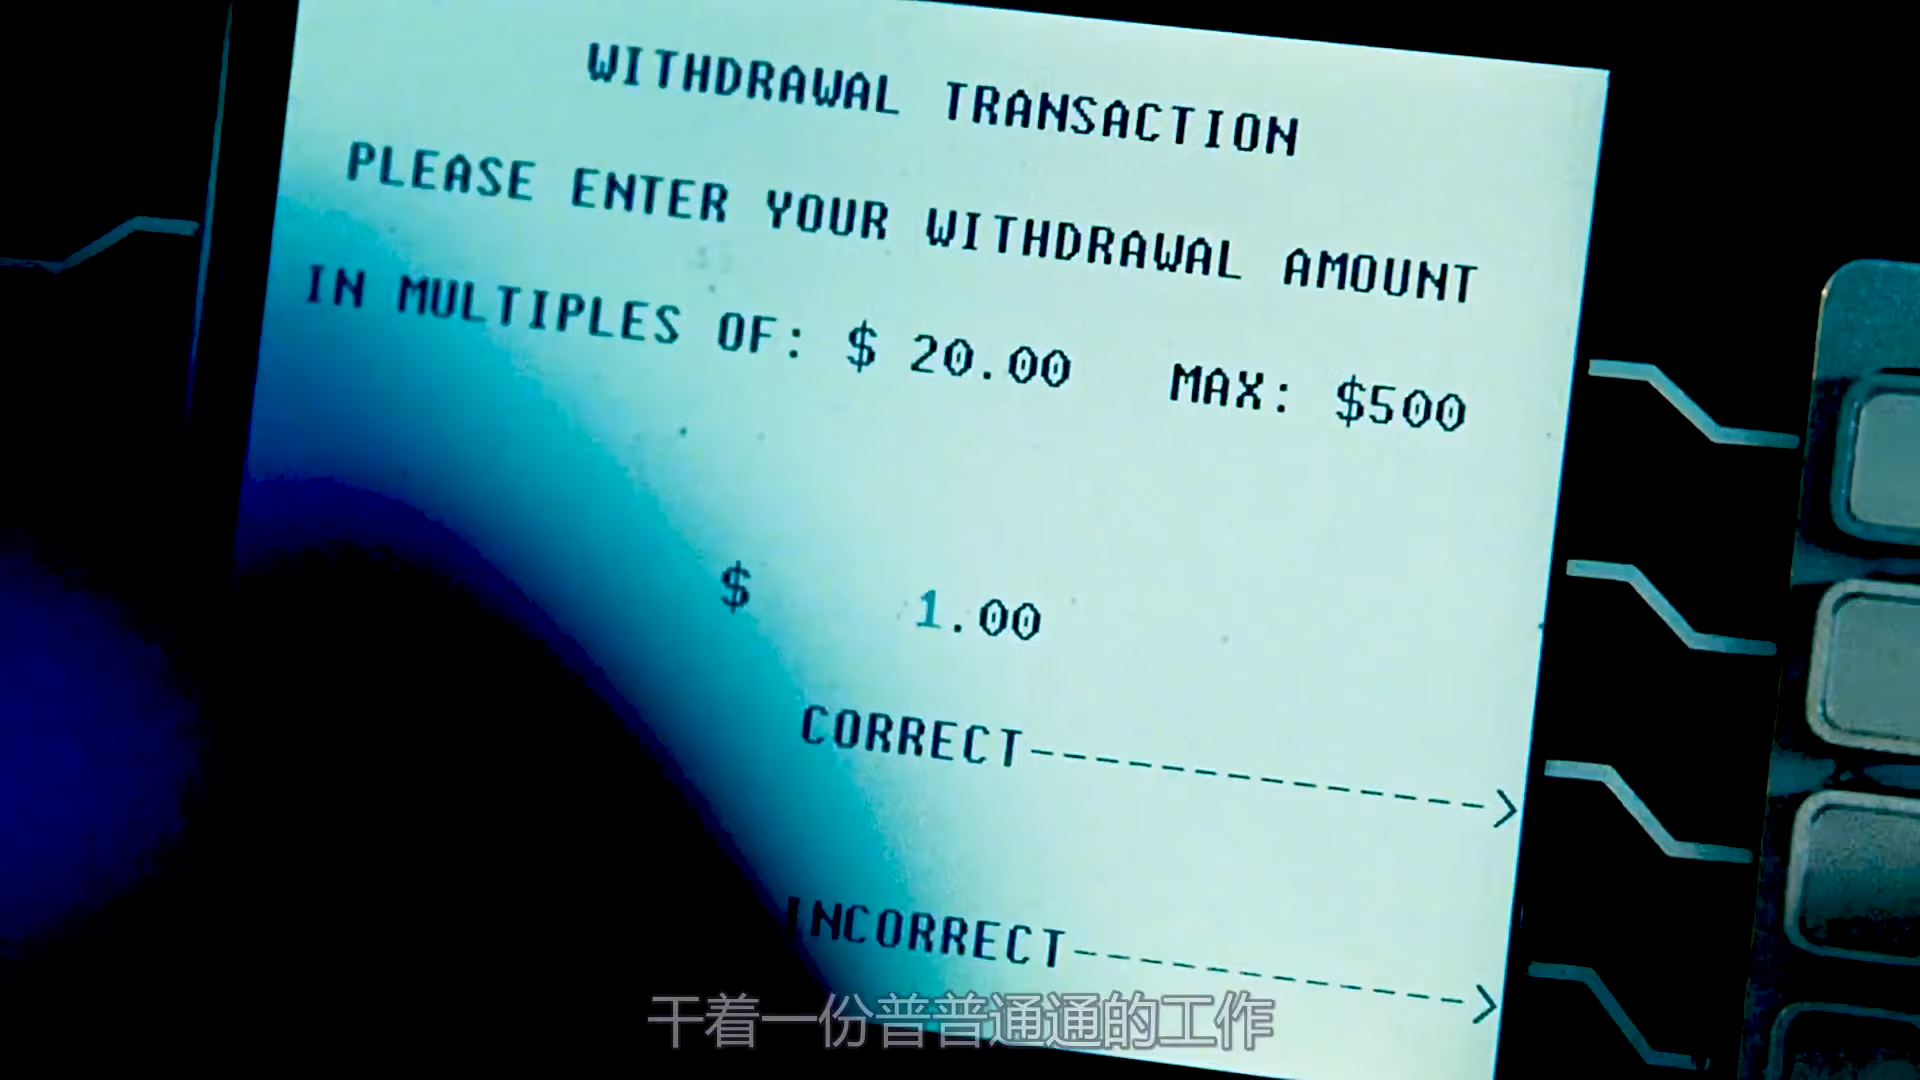 WITHDRAWAL TRANSACTION
PLEASE ENTER YOUR WITHDRAWAL AMOUNT
IN MULTIPLES OF: $ 20.00 MAX: $500
$ 1.00
CORRECT-------------->
INCORRECT------------->
干着一份普普通通的工作